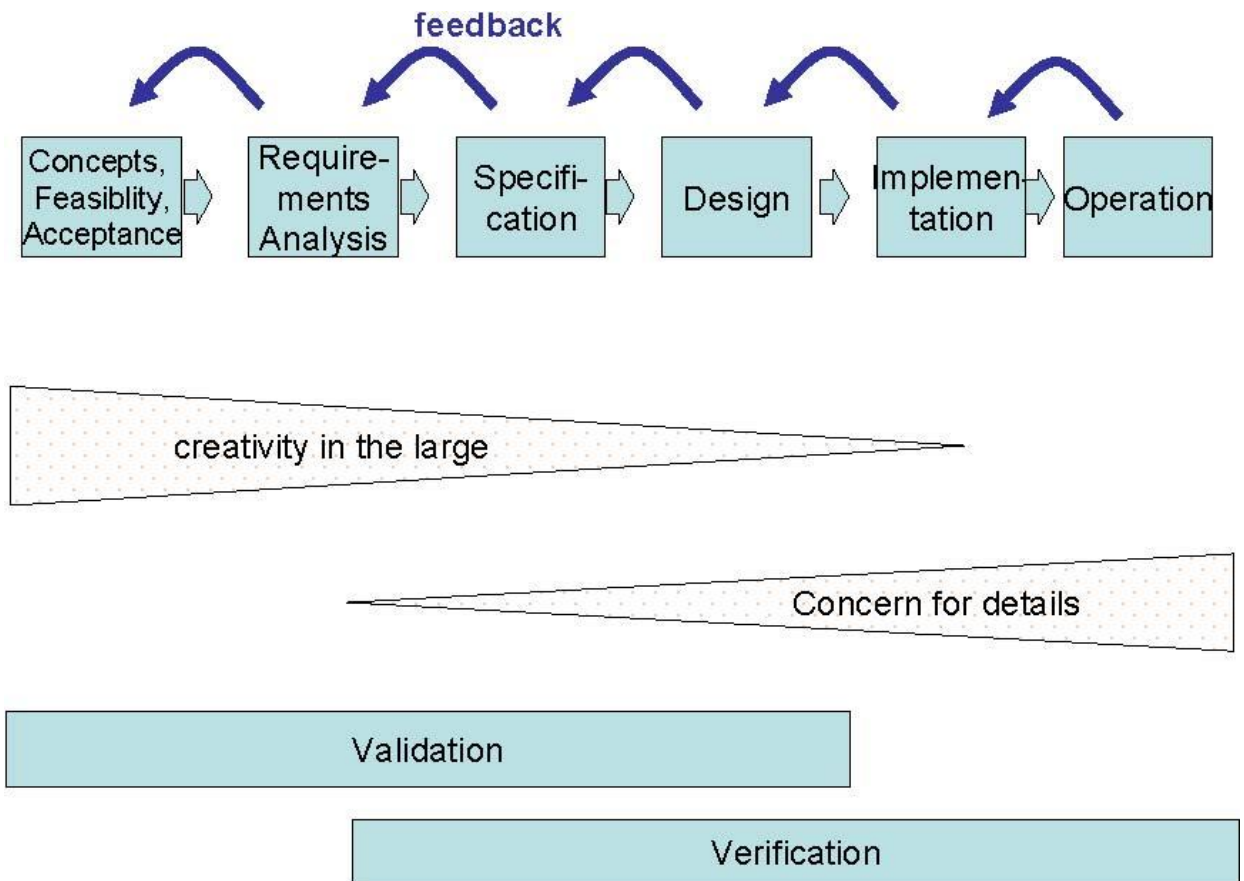 feedback
Concepts,
Feasiblity,
Acceptance
Require-
ments
Analysis
Specifi-
cation
Design
Implemen-
tation
Operation
creativity in the large
Concern for details
Validation
Verification